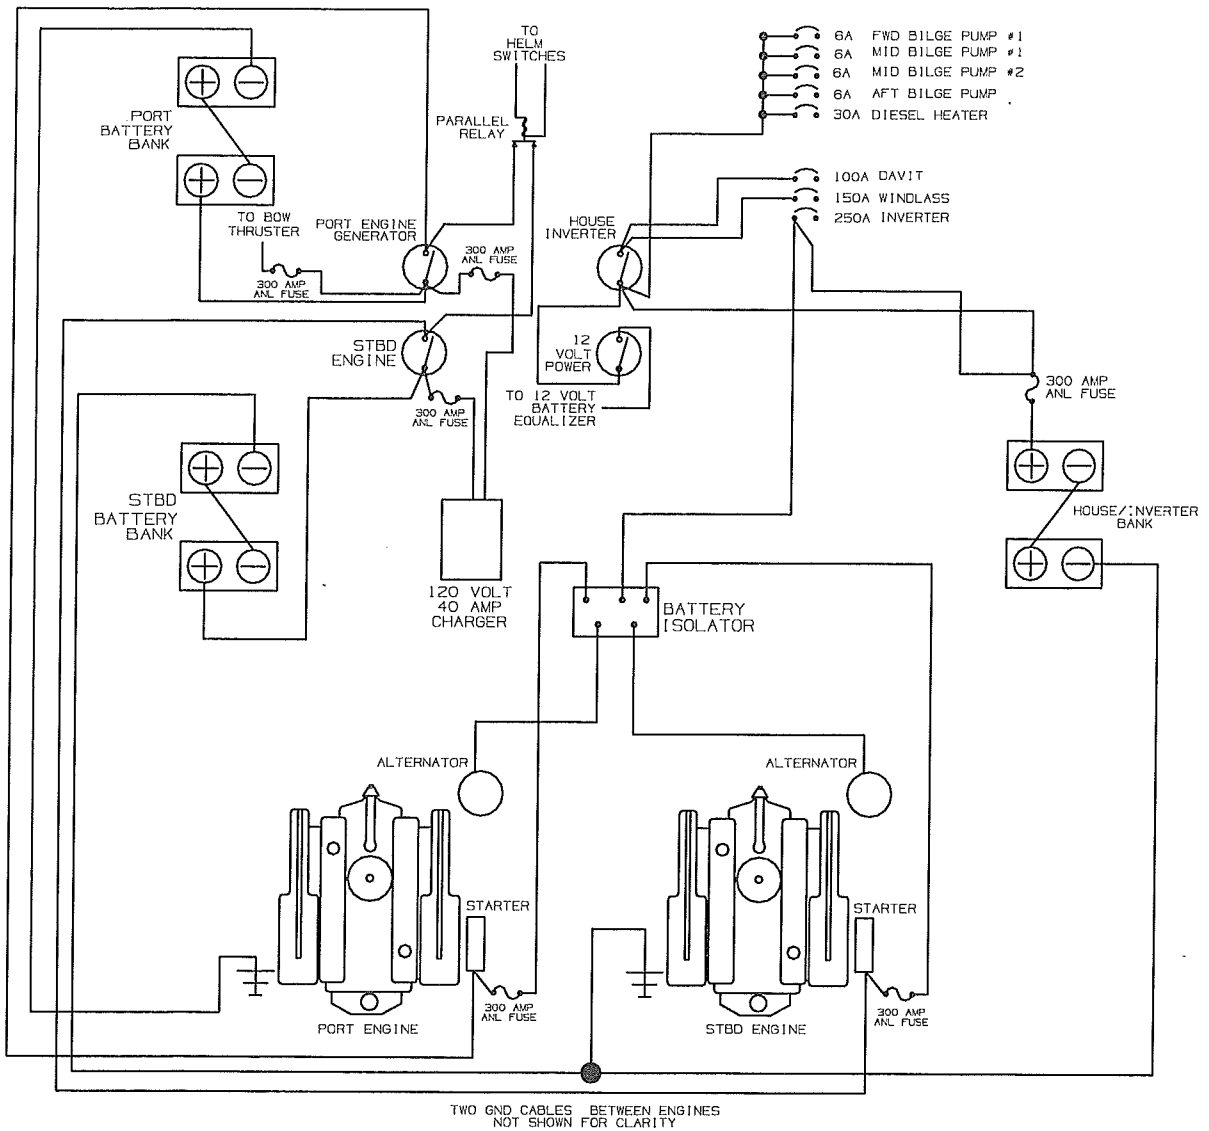 TO
HELM
SWITCHES
6A FWD BILGE PUMP #1
6A MID BILGE PUMP #1
6A MID BILGE PUMP #2
6A AFT BILGE PUMP
30A DIESEL HEATER
PORT
BATTERY
BANK
PARALLEL
RELAY
100A DAVIT
150A WINDLASS
250A INVERTER
TO BOW
THRUSTER
PORT ENGINE
GENERATOR
HOUSE
INVERTER
300 AMP
ANL FUSE
300 AMP
ANL FUSE
STBD
ENGINE
12
VOLT
POWER
300 AMP
ANL FUSE
TO 12 VOLT
BATTERY
EQUALIZER
300 AMP
ANL FUSE
STBD
BATTERY
BANK
HOUSE/INVERTER
BANK
120 VOLT
40 AMP
CHARGER
BATTERY
ISOLATOR
ALTERNATOR
ALTERNATOR
STARTER
STARTER
300 AMP
ANL FUSE
300 AMP
ANL FUSE
PORT ENGINE
STBD ENGINE
TWO GND CABLES BETWEEN ENGINES
NOT SHOWN FOR CLARITY